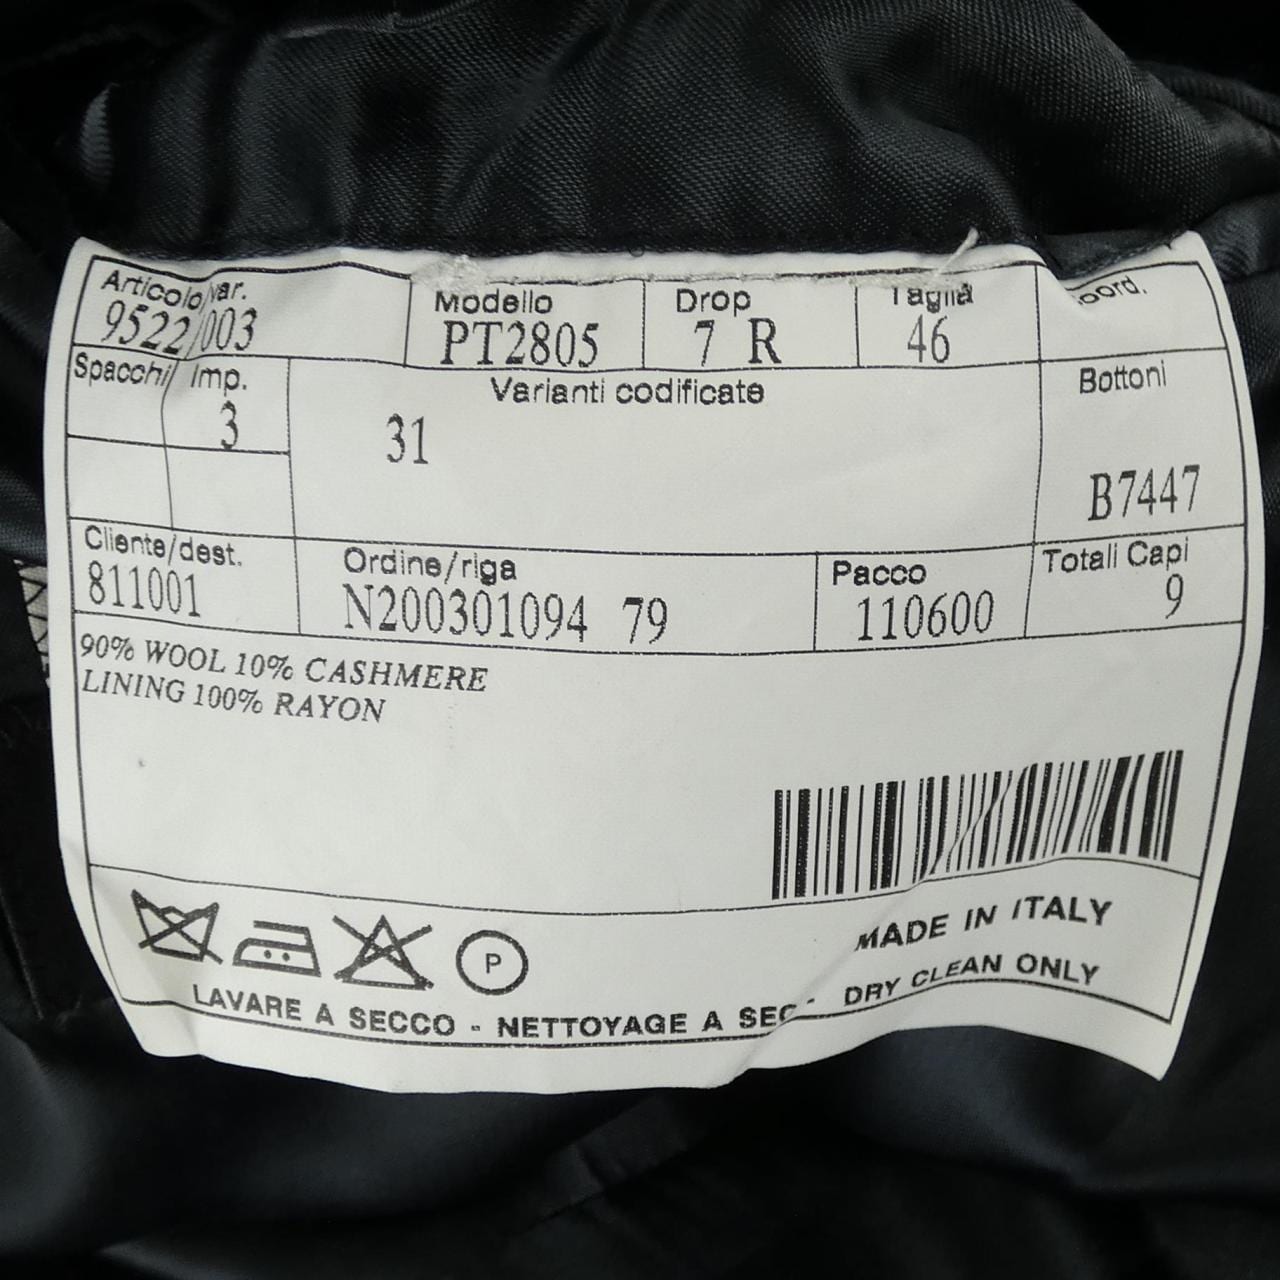 Articolo/var. Modello Drop Taglia
9522/003 PT2805 7 R 46
Spacchi/ Imp. Varianti codificate Bottoni
3 31
B7447
Cliente/dest. Ordine/riga Pacco Totali Capi
811001 N200301094 79 110600 9
90% WOOL 10% CASHMERE
LINING 100% RAYON
MADE IN ITALY
P
LAVARE A SECCO - NETTOYAGE A SEC - DRY CLEAN ONLY